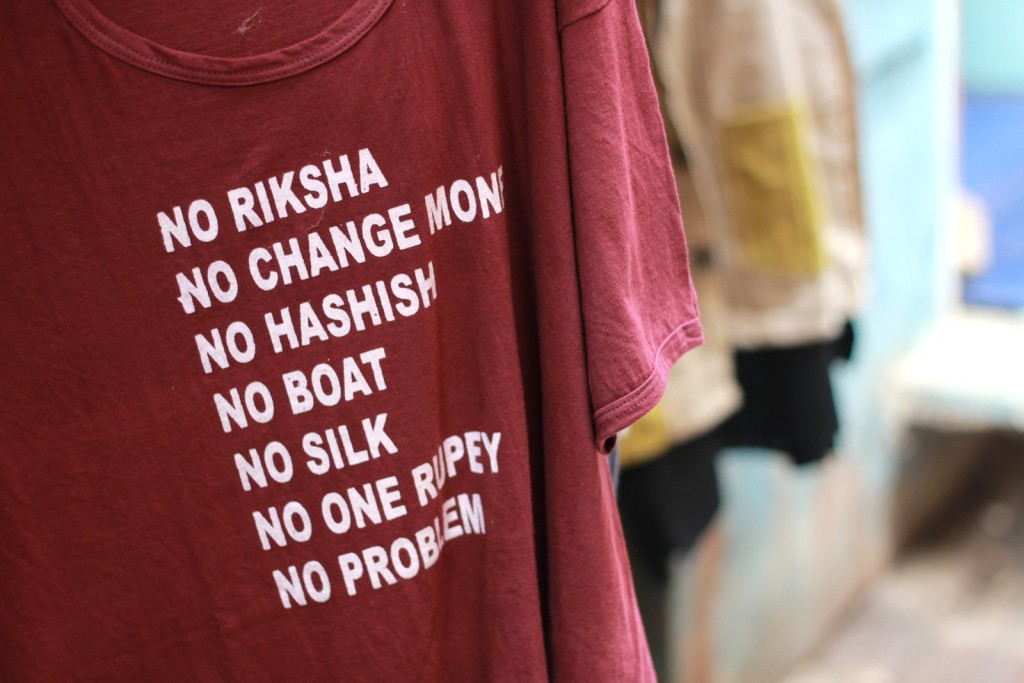 NO RIKSHA
NO CHANGE MONE
NO HASHISH
NO BOAT
NO SILK
NO ONE RUPEY
NO PROBLEM